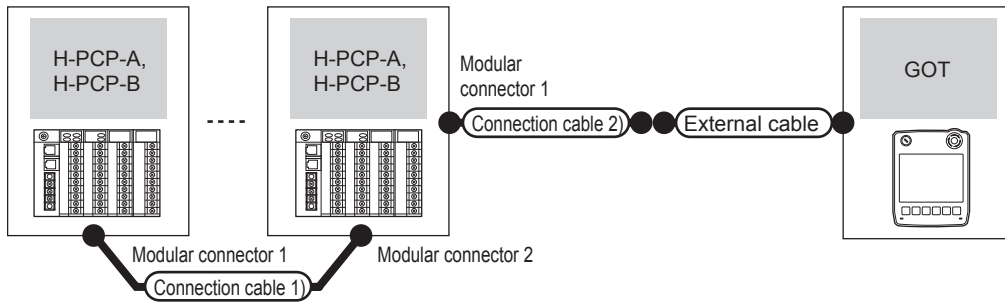 H-PCP-A,
H-PCP-B
H-PCP-A,
H-PCP-B
Modular
connector 1
Connection cable 2)
External cable
GOT
Modular connector 1
Modular connector 2
Connection cable 1)